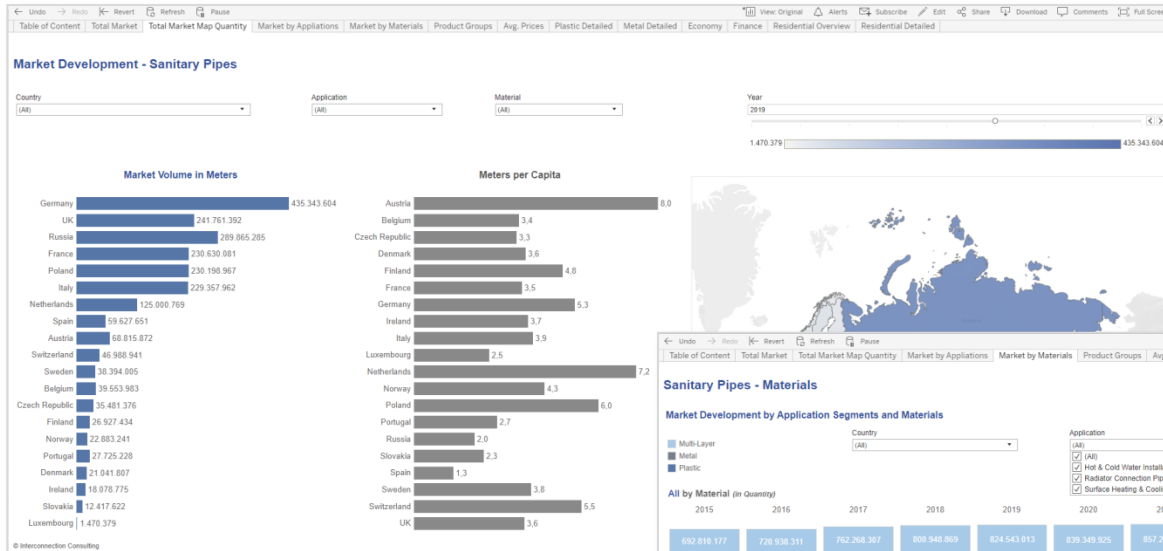 ← Undo → Redo Revert Refresh Pause View: Original Alerts Subscribe Edit Share Download Comments Full
Table of Content Total Market Total Market Map Quantity Market by Appliations Market by Materials Product Groups Avg. Prices Plastic Detailed Metal Detailed Economy Finance Residential Overview Residential Detailed
Market Development - Sanitary Pipes
Country Application Material Year
(All) (All) (All) 2019
1.470.379 435.343.604
Market Volume in Meters
Germany 435.343.604
UK 241.761.392
Russia 289.865.285
France 230.630.081
Poland 230.198.967
Italy 229.357.962
Netherlands 125.000.769
Spain 59.627.651
Austria 68.815.872
Switzerland 46.988.941
Sweden 38.394.005
Belgium 39.553.983
Czech Republic 35.481.376
Finland 26.927.434
Norway 22.883.241
Portugal 27.725.228
Denmark 21.041.807
Ireland 18.078.775
Slovakia 12.417.622
Luxembourg 1.470.379
© Interconnection Consulting
Meters per Capita
Austria 8,0
Belgium 3,4
Czech Republic 3,3
Denmark 3,6
Finland 4,8
France 3,5
Germany 5,3
Ireland 3,7
Italy 3,9
Luxembourg 2,5
Netherlands 7,2
Norway 4,3
Poland 6,0
Portugal 2,7
Russia 2,0
Slovakia 2,3
Spain 1,3
Sweden 3,8
Switzerland 5,5
UK 3,6
← Undo → Redo Revert Refresh Pause
Table of Content Total Market Total Market Map Quantity Market by Appliations Market by Materials Product Groups
Sanitary Pipes - Materials
Market Development by Application Segments and Materials
Multi-Layer
Metal
Plastic
Country
(All)
Application
(All)
(All)
Hot & Cold Water
Radiator Connection
Surface Heating &
All by Material (in Quantity)
2015 2016 2017 2018 2019 2020
692.810.177 720.938.311 762.268.307 800.948.869 824.543.013 839.349.925